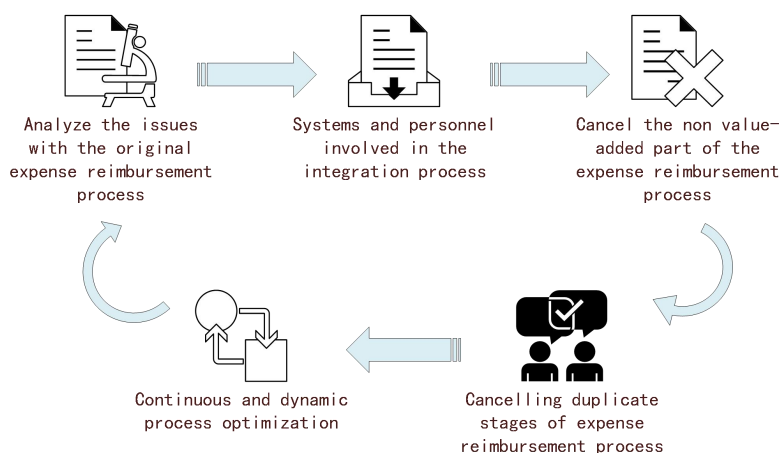 Analyze the issues
with the original
expense reimbursement
process
Systems and personnel
involved in the
integration process
Cancel the non value-
added part of the
expense reimbursement
process
Continuous and dynamic
process optimization
Cancelling duplicate
stages of expense
reimbursement process